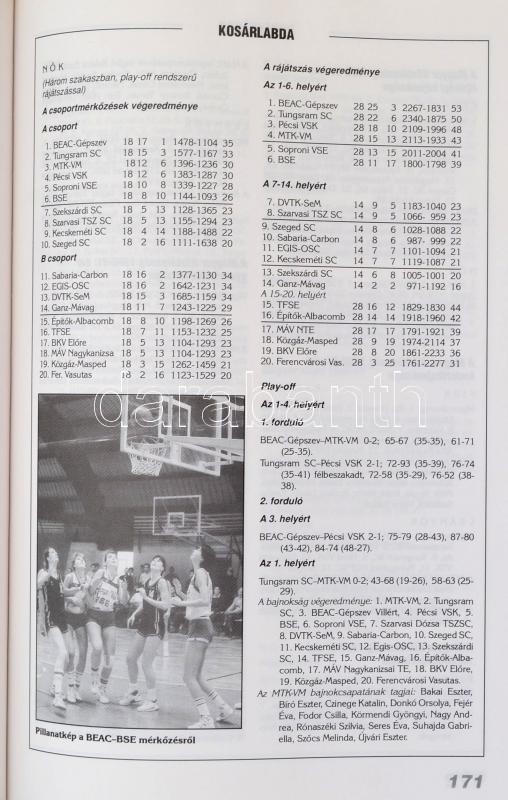 KOSÁRLABDA
NŐK
(Három szakaszban, play-off rendszerű
rájátszással)
A csoportmérkőzések végeredménye
A csoport
1. BEAC-Gépszev 18 17 1 1478-1104 35
2. Tungsram SC 18 15 3 1577-1167 33
3. MTK-VM 18 12 6 1396-1236 30
4. Pécsi VSK 18 12 6 1383-1287 30
5. Soproni VSE 18 10 8 1339-1227 28
6. BSE 18 8 10 1144-1093 26
7. Szekszárdi SC 18 5 13 1128-1365 23
8. Szarvasi TSZ SC 18 5 13 1155-1294 23
9. Kecskeméti SC 18 4 14 1188-1488 22
10. Szeged SC 18 2 16 1111-1638 20
B csoport
11. Sabaria-Carbon 18 16 2 1377-1130 34
12. EGIS-OSC 18 16 2 1642-1231 34
13. DVTK-SeM 18 15 3 1685-1159 34
14. Ganz-MÁVAG 18 11 7 1243-1225 29
15. Építők-Albacomb 18 8 10 1198-1269 26
16. TFSE 18 7 11 1153-1232 25
17. BKV Előre 18 5 13 1104-1293 23
18. MÁV Nagykanizsa 18 5 13 1104-1293 23
19. Közgáz-Masped 18 3 15 1262-1459 21
20. Fer. Vasutas 18 2 16 1123-1529 20
Pillanatkép a BEAC–BSE mérkőzésről
A rájátszás végeredménye
Az 1-6. helyért
1. BEAC-Gépszev 28 25 3 2267-1831 53
2. Tungsram SC 28 22 6 2340-1875 50
3. Pécsi VSK 28 18 10 2109-1996 48
4. MTK-VM 28 15 13 2113-1933 43
5. Soproni VSE 28 13 15 2011-2004 41
6. BSE 28 11 17 1800-1798 39
A 7-14. helyért
7. DVTK-SeM 14 9 5 1183-1040 23
8. Szarvasi TSZ SC 14 9 5 1066- 959 23
9. Szeged SC 14 8 6 1028-1088 22
10. Sabaria-Carbon 14 8 6 987- 999 22
11. EGIS-OSC 14 7 7 1101-1094 21
12. Kecskeméti SC 14 7 7 1119-1087 21
13. Szekszárdi SC 14 6 8 1005-1001 20
14. Ganz-MÁVAG 14 2 2 971-1192 16
A 15-20. helyért
15. TFSE 28 16 12 1829-1830 44
16. Építők-Albacomb 28 14 14 1918-1960 42
17. MÁV NTE 28 17 17 1791-1921 39
18. Közgáz-Masped 28 9 19 1974-2114 37
19. BKV Előre 28 8 20 1861-2233 36
20. Ferencvárosi Vas. 28 3 25 1761-2277 31
Play-off
Az 1-4. helyért
1. forduló
BEAC-Gépszev–MTK-VM 0-2; 65-67 (35-35), 61-71
(25-35).
Tungsram SC–Pécsi VSK 2-1; 72-93 (35-39), 76-74
(35-41) félbeszakadt, 72-58 (35-29), 76-52 (38-
38).
2. forduló
A 3. helyért
BEAC-Gépszev–Pécsi VSK 2-1; 75-79 (28-43), 87-80
(43-42), 84-74 (48-27).
Az 1. helyért
Tungsram SC–MTK-VM 0-2; 43-68 (19-26), 58-63 (25-
29).
A bajnokság végeredménye: 1. MTK-VM, 2. Tungsram
SC, 3. BEAC-Gépszev Villért, 4. Pécsi VSK, 5.
BSE, 6. Soproni VSE, 7. Szarvasi Dózsa TSZSC,
8. DVTK-SeM, 9. Sabaria-Carbon, 10. Szeged SC,
11. Kecskeméti SC, 12. Egis-OSC, 13. Szekszárdi
SC, 14. TFSE, 15. Ganz-Mávag, 16. Építők-Alba-
comb, 17. MÁV Nagykanizsai TE, 18. BKV Előre,
19. Közgáz-Masped, 20. Ferencvárosi Vasutas.
Az MTK-VM bajnokcsapatának tagjai: Bakai Eszter,
Bíró Eszter, Czinege Katalin, Donkó Orsolya, Fejér
Éva, Fodor Csilla, Körmendi Gyöngyi, Nagy And-
rea, Rónaszéki Szilvia, Seres Éva, Suhajda Gabri-
ella, Szőcs Melinda, Újvári Eszter.
171
darabanth